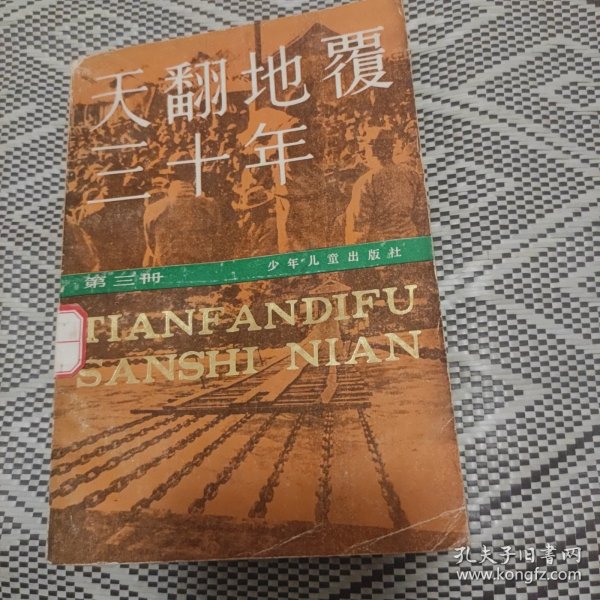 天翻地覆
三十年
第三册 少年儿童出版社
TIANFANDIFU
SANSHI NIAN
孔夫子旧书网
www.kongfz.com